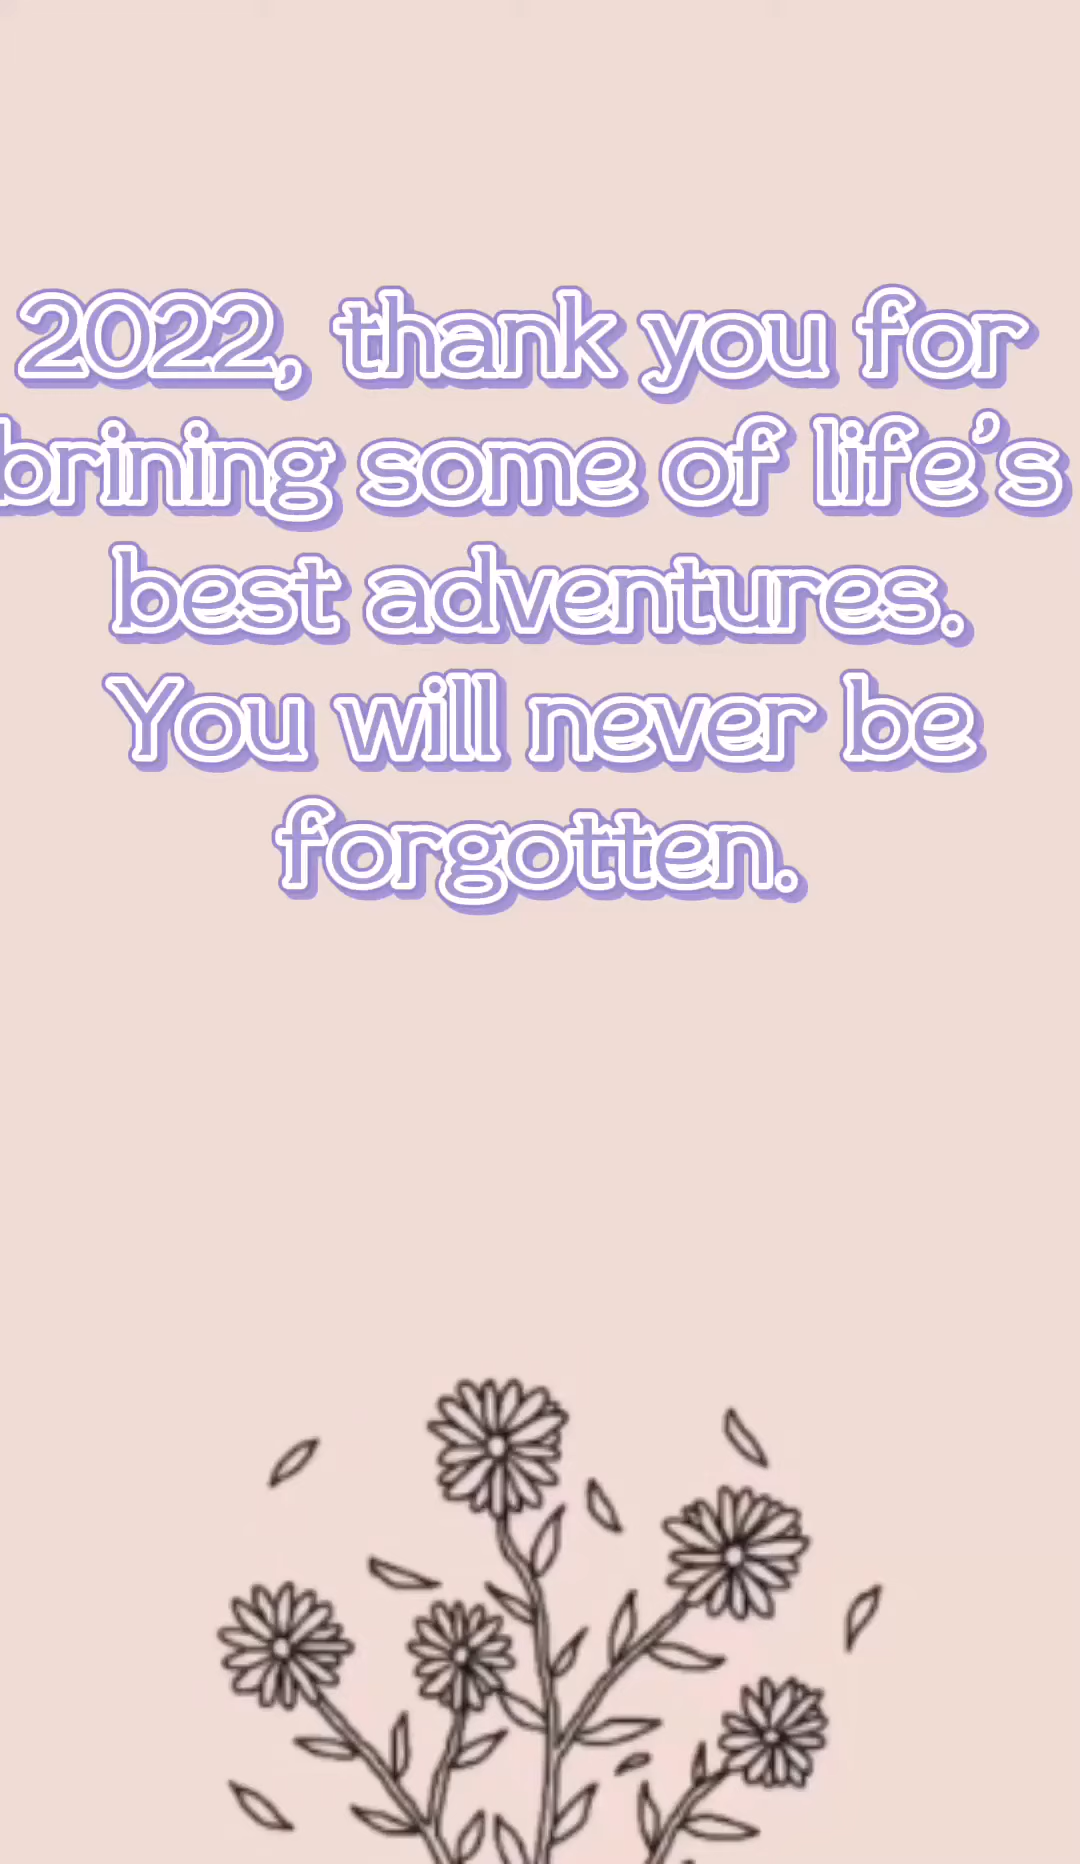 2022, thank you for
brining some of life’s
best adventures.
You will never be
forgotten.